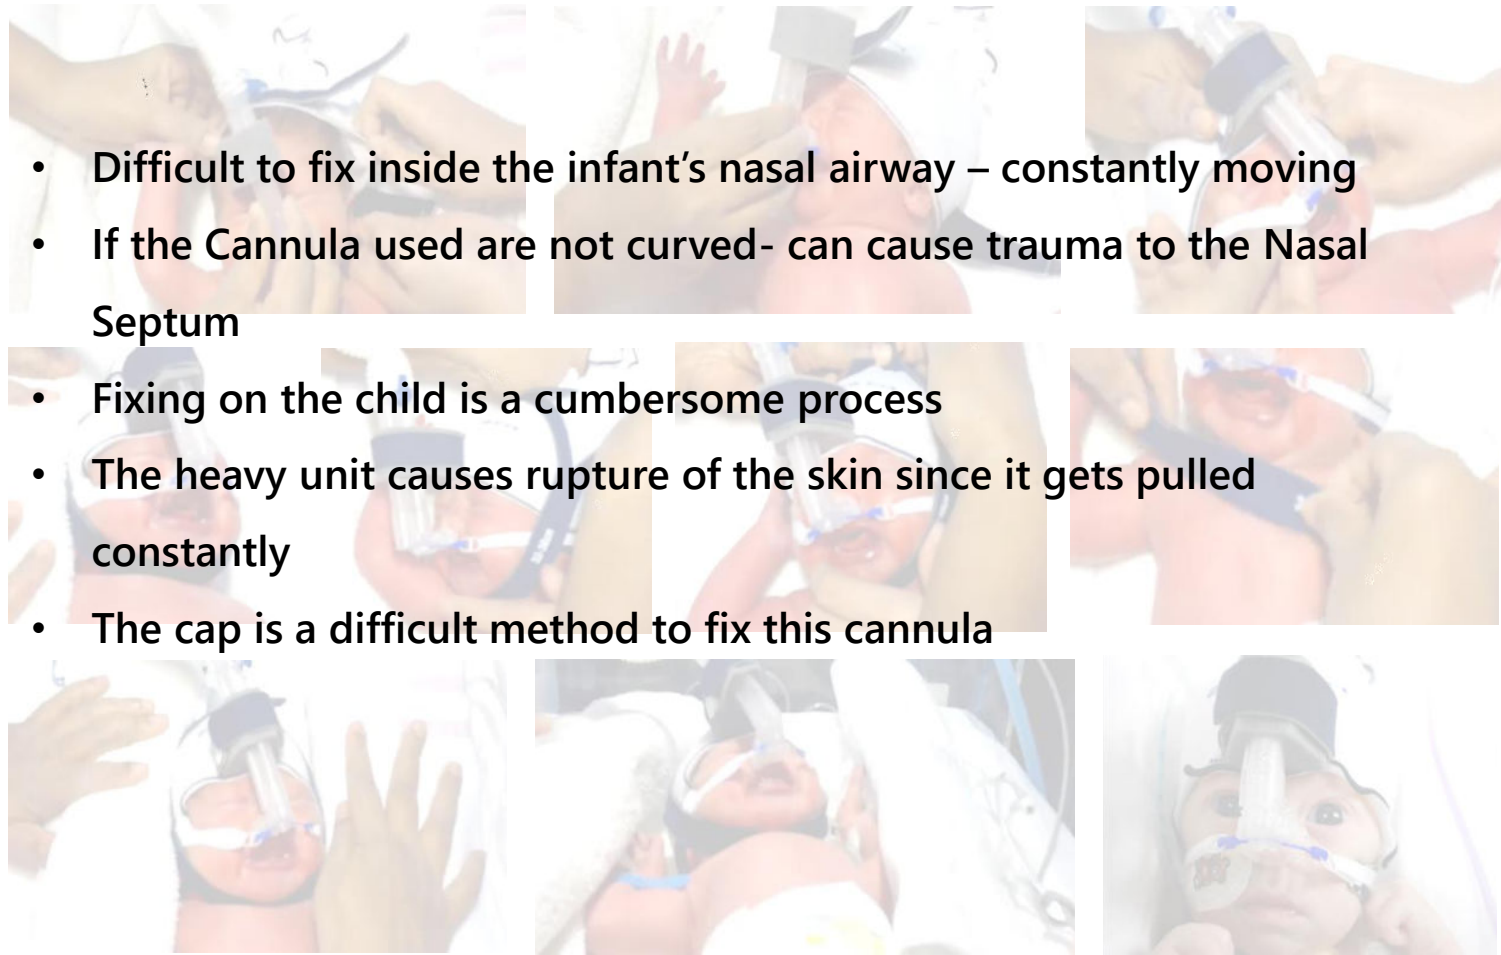 • Difficult to fix inside the infant’s nasal airway – constantly moving
• If the Cannula used are not curved- can cause trauma to the Nasal
Septum
• Fixing on the child is a cumbersome process
• The heavy unit causes rupture of the skin since it gets pulled
constantly
• The cap is a difficult method to fix this cannula